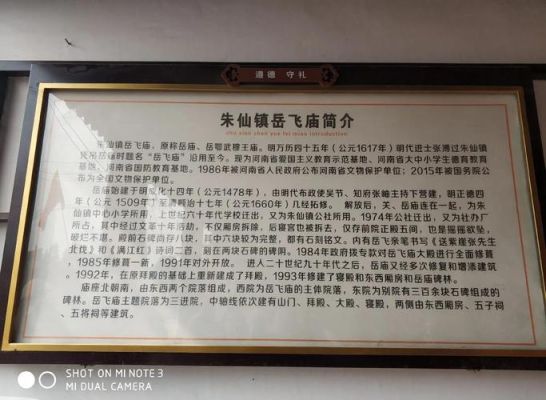 道德 守礼
朱仙镇岳飞庙简介
zhu xian zhen yue fei miao introduction
朱仙镇岳飞庙，原称岳庙、岳鄂武穆王庙。明万历四十五年（公元1617年）明代进士张溥过朱仙镇
吊岳庙时题名“岳飞庙”沿用至今。现为河南省爱国主义教育示范基地、河南省大中小学生德育教育
基地、河南省国防教育基地。1986年被河南省人民政府公布河南省文物保护单位；2015年被国务院公
布为全国文物保护单位。
岳庙始建于明成化十四年（公元1478年），由明代布政使吴节、知府张岫主持下营建。明正德四
年（公元1509年）至清顺治十七年（公元1660年）几经拓修。 解放后，关、岳庙连在一起，为朱
仙镇中心小学所用，上世纪六十年代学校迁出，又为朱仙镇公社所用。1974年公社迁出，又为社办厂
所占，其中经过文革十年活动，不仅厢房拆除，后寝宫也被拆去，仅存前院正殿五间，也是摇摇欲坠，
破烂不堪。殿前石碑尚存八块，其中六块较为完整，都有石刻铭文。内有岳飞亲笔书写《送紫崖张先生
北伐》和《满江红》诗词二首，刻在两块石碑的碑阴。1984年政府拨专款对岳飞庙大殿进行全面修葺
，1985年修葺一新，1991年对外开放。 进入二十世纪九十年代之后，岳庙又经多次修复和增添建筑
。1992年，在原拜殿的基础上重新建成了拜殿，1993年修建了寝殿和东西厢房和岳庙碑林。
庙座北朝南，由东西两个院落组成，西院为岳飞庙的主体院落，东院为别院有三百余块石碑组成的
碑林。岳飞庙主题院落为三进院，中轴线依次建有山门、拜殿、大殿、寝殿，两侧由东西厢房、五子祠
、五将祠等建筑。
SHOT ON MI NOTE 3
MI DUAL CAMERA